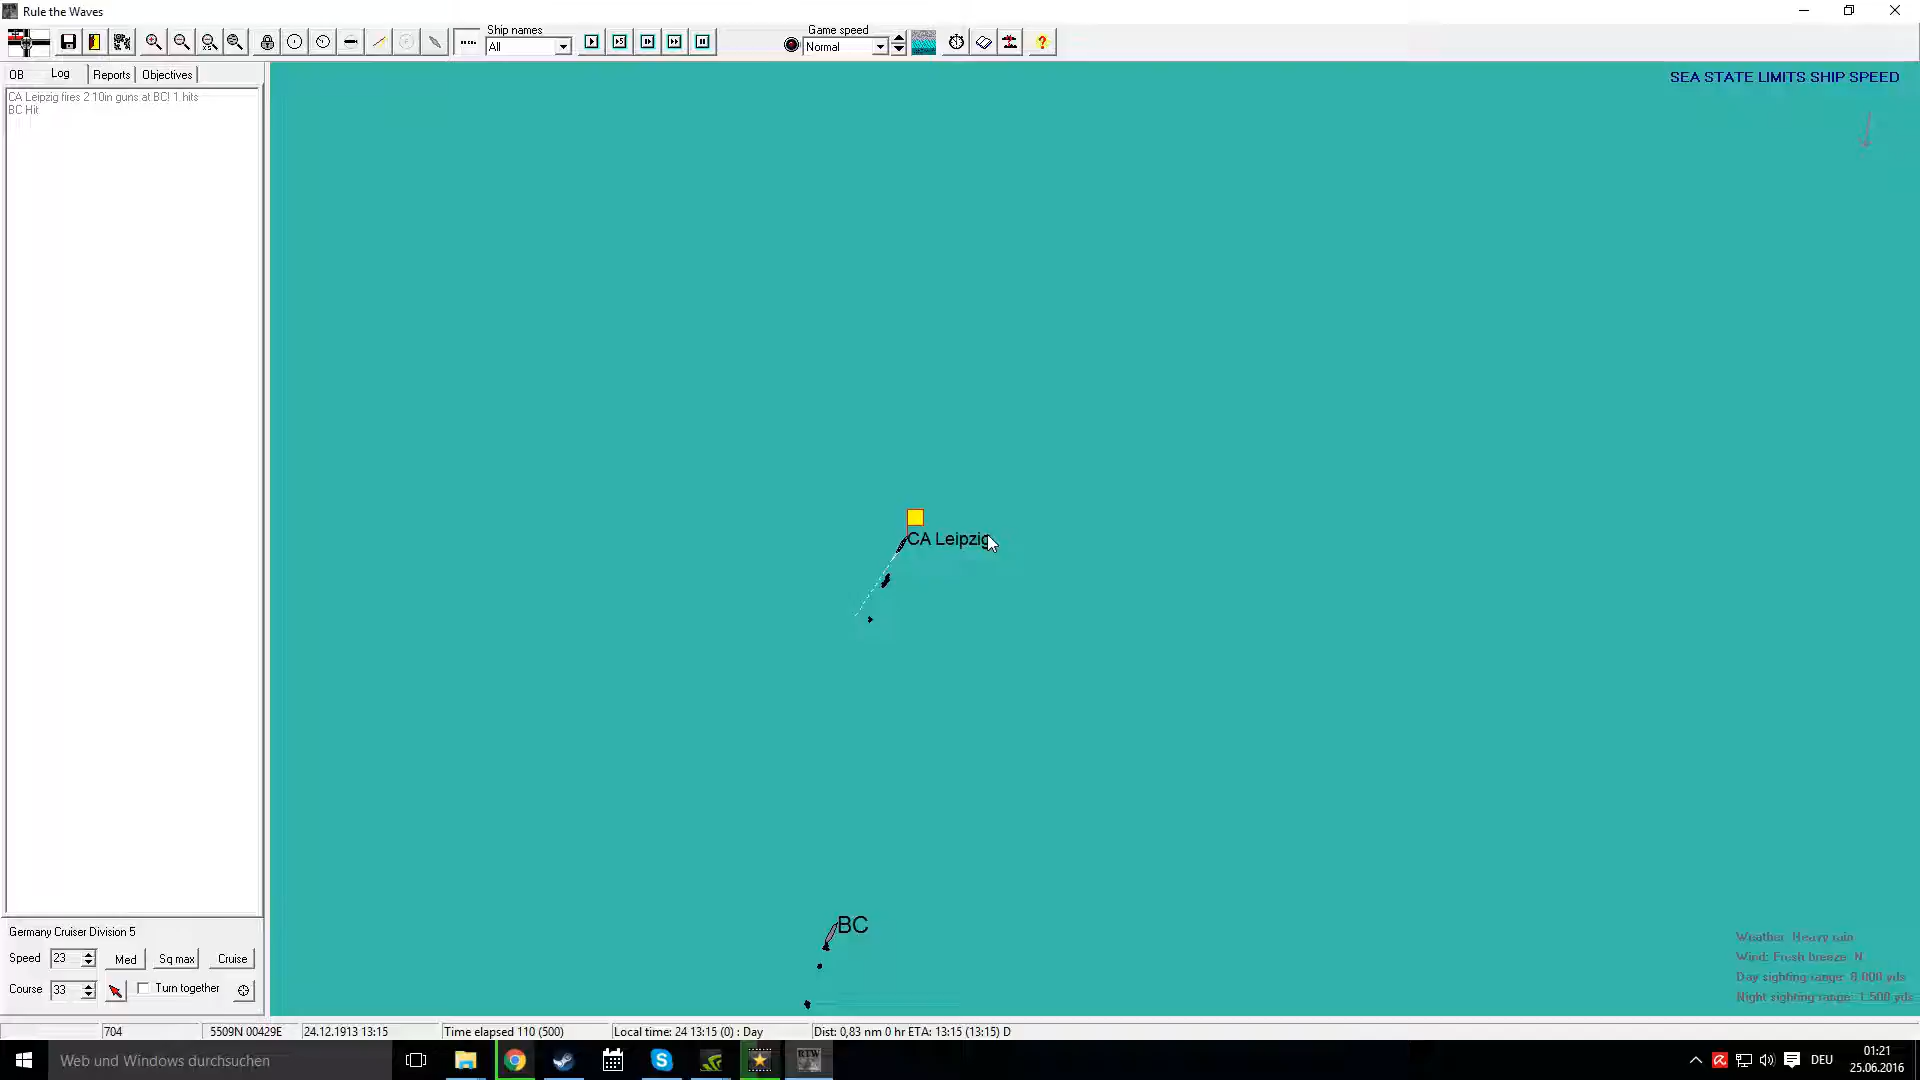 Rule the Waves
Ship names
All
Game speed
Normal
OB
Log
Reports
Objectives
CA Leipzig fires 2 10in guns at BC! 1 hits
BC Hit
SEA STATE LIMITS SHIP SPEED
CA Leipzig
BC
Weather: Heavy rain
Wind: Fresh breeze N
Day sighting range: 8.000 yds
Night sighting range: 1.500 yds
Germany Cruiser Division 5
Speed
23
Med
Sq max
Cruise
Course
33
Turn together
704
5509N 00429E
24.12.1913 13:15
Time elapsed 110 (500)
Local time: 24 13:15 (0) : Day
Dist: 0,83 nm 0 hr ETA: 13:15 (13:15) D
Web und Windows durchsuchen
RTW
DEU
01:21
25.06.2016